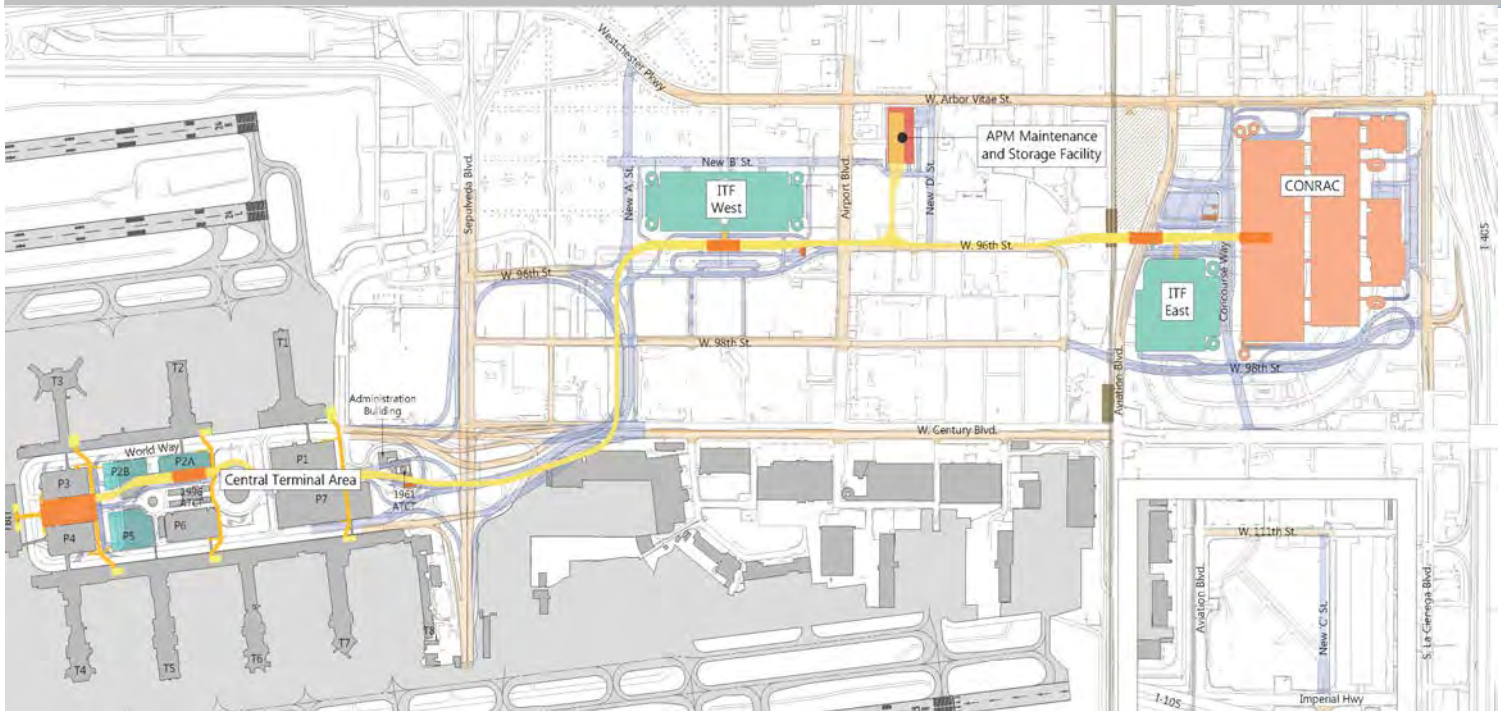 Westchester Pkwy
W. Arbor Vitae St.
APM Maintenance
and Storage Facility
New 'B' St.
New 'A' St.
ITF
West
Airport Blvd.
New 'D' St.
CONRAC
Sepulveda Blvd.
W. 96th St.
W. 96th St.
I-405
Concourse Way
ITF
East
W. 98th St.
W. 98th St.
Aviation Blvd.
T1
T2
T3
Administration
Building
W. Century Blvd.
World Way
P2B
P2A
P1
Central Terminal Area
P3
P7
1961
ATCT
P4
P5
P6
TBIT
T4
T5
T6
T7
T8
W. 111th St.
Aviation Blvd.
New 'C' St.
S. La Cienega Blvd.
I-105
Imperial Hwy